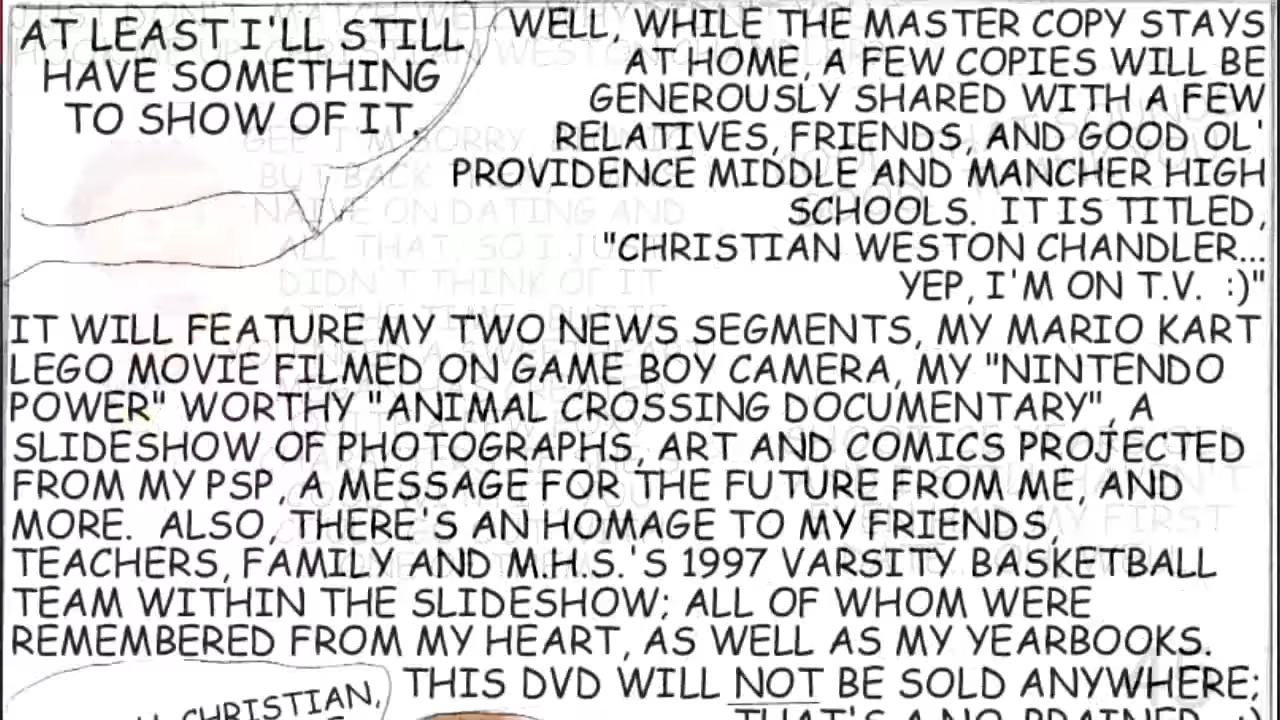 AT LEAST I'LL STILL
HAVE SOMETHING
TO SHOW OF IT.
WELL, WHILE THE MASTER COPY STAYS
AT HOME, A FEW COPIES WILL BE
GENEROUSLY SHARED WITH A FEW
RELATIVES, FRIENDS, AND GOOD OL'
PROVIDENCE MIDDLE AND MANCHER HIGH
SCHOOLS. IT IS TITLED,
"CHRISTIAN WESTON CHANDLER...
YEP, I'M ON T.V. :)"
IT WILL FEATURE MY TWO NEWS SEGMENTS, MY MARIO KART
LEGO MOVIE FILMED ON GAME BOY CAMERA, MY "NINTENDO
POWER" WORTHY "ANIMAL CROSSING DOCUMENTARY", A
SLIDESHOW OF PHOTOGRAPHS, ART AND COMICS PROJECTED
FROM MY PSP, A MESSAGE FOR THE FUTURE FROM ME, AND
MORE. ALSO, THERE'S AN HOMAGE TO MY FRIENDS,
TEACHERS, FAMILY AND M.H.S.'S 1997 VARSITY BASKETBALL
TEAM WITHIN THE SLIDESHOW; ALL OF WHOM WERE
REMEMBERED FROM MY HEART, AS WELL AS MY YEARBOOKS.
THIS DVD WILL NOT BE SOLD ANYWHERE;
THAT'S A NO BRAINER. :)
CHRISTIAN,